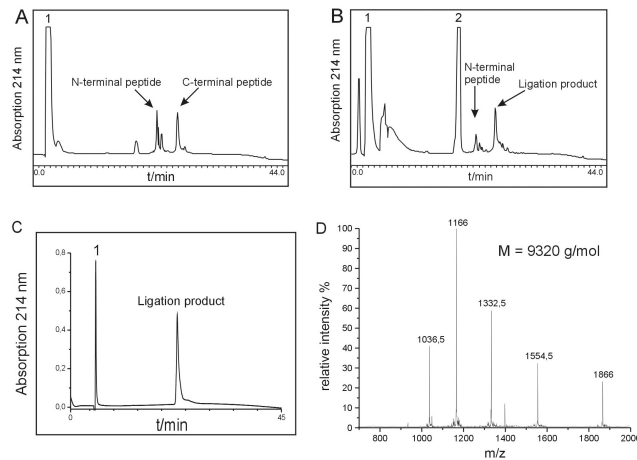 A
1
N-terminal peptide
C-terminal peptide
Absorption 214 nm
0.0
44.0
t/min
B
1
2
N-terminal
peptide
Ligation product
Absorption 214 nm
0.0
44.0
t/min
C
1
Ligation product
Absorption 214 nm
0,8
0,6
0,4
0,2
0,0
0
45
t/min
D
1166
M = 9320 g/mol
1332,5
1036,5
1554,5
1866
relative intensity %
100
90
80
70
60
50
40
30
20
10
0
800 1000 1200 1400 1600 1800 2000
m/z